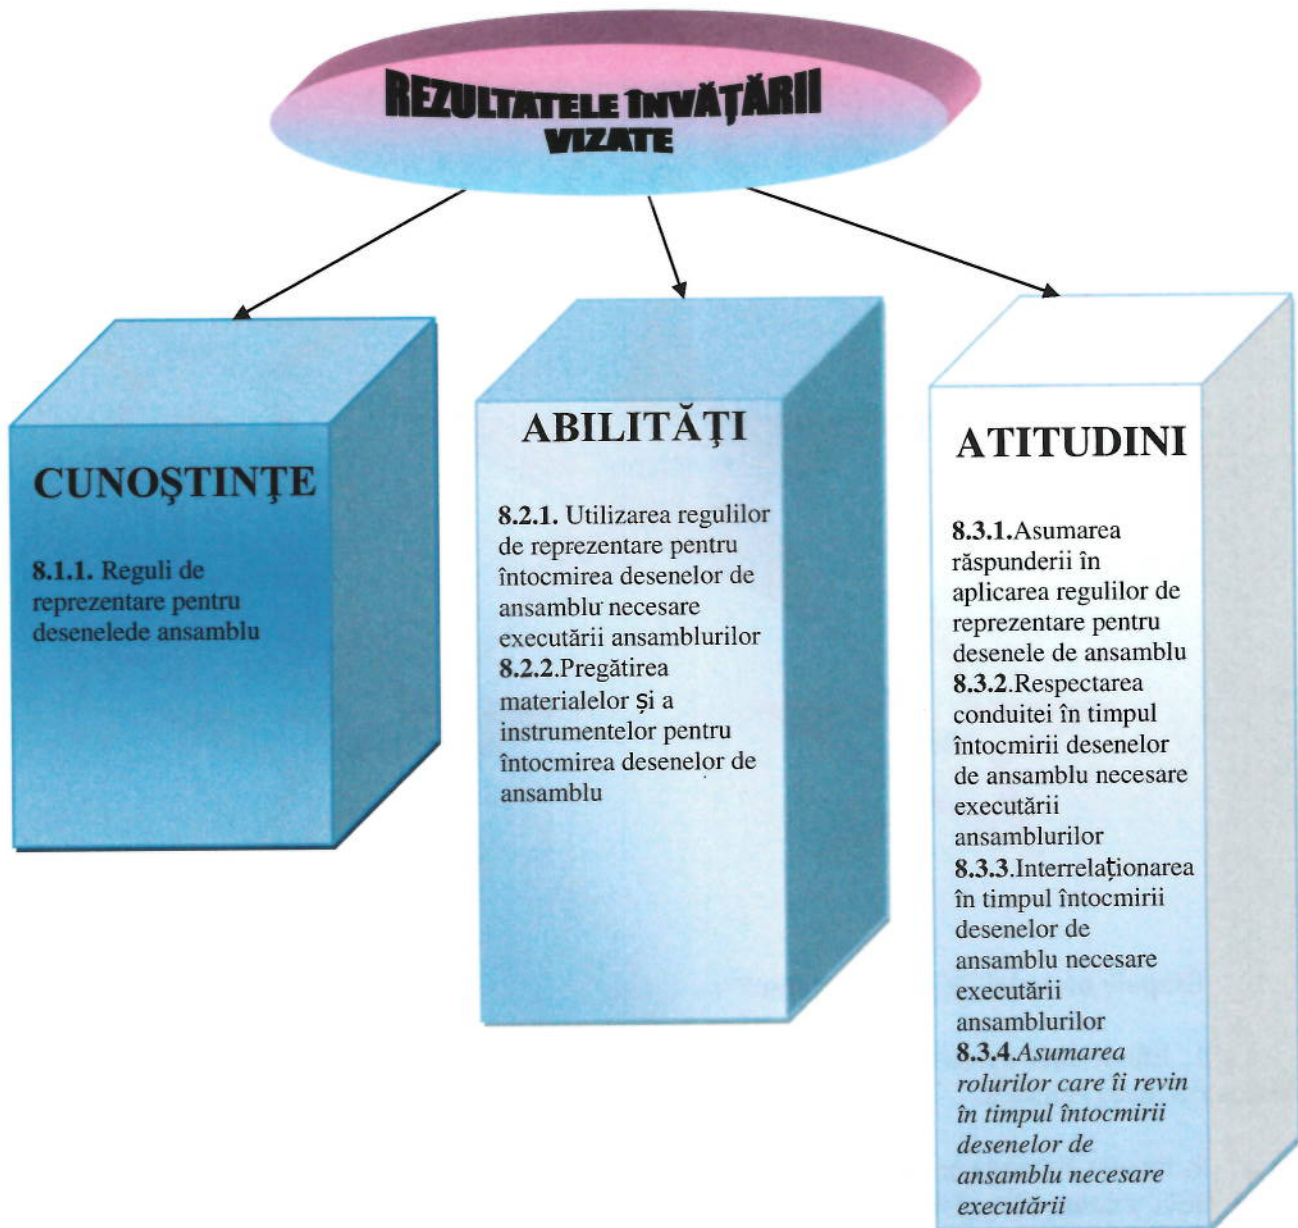 REZULTATELE ÎNVĂŢĂRII
VIZATE
CUNOŞTINŢE
8.1.1. Reguli de
reprezentare pentru
desenelede ansamblu
ABILITĂŢI
8.2.1. Utilizarea regulilor
de reprezentare pentru
întocmirea desenelor de
ansamblu necesare
executării ansamblurilor
8.2.2.Pregătirea
materialelor şi a
instrumentelor pentru
întocmirea desenelor de
ansamblu
ATITUDINI
8.3.1.Asumarea
răspunderii în
aplicarea regulilor de
reprezentare pentru
desenele de ansamblu
8.3.2.Respectarea
conduitei în timpul
întocmirii desenelor
de ansamblu necesare
executării
ansamblurilor
8.3.3.Interrelaţionarea
în timpul întocmirii
desenelor de
ansamblu necesare
executării
ansamblurilor
8.3.4.Asumarea
rolurilor care îi revin
în timpul întocmirii
desenelor de
ansamblu necesare
executării